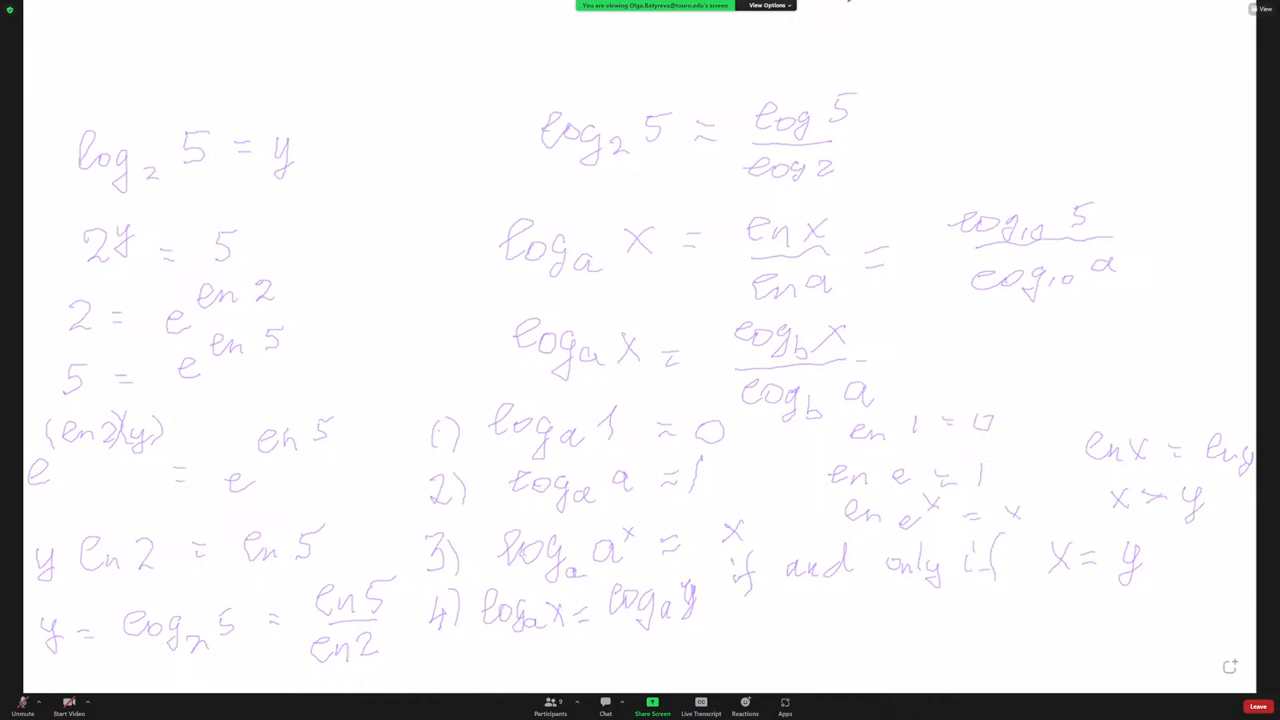 You are viewing Olga.Batyreva@tsuro.edu's screen View Options
View
log₂ 5 = y
2^y = 5
2 = e^(ln 2)
5 = e^(ln 5)
e^((ln 2)(y)) = e^(ln 5)
y ln 2 = ln 5
y = log₂ 5 = ln 5 / ln 2
log₂ 5 = log 5 / log 2
logₐ x = ln x / ln a = log₁₀ 5 / log₁₀ a
logₐ x = log_b x / log_b a
1) logₐ 1 = 0
2) logₐ a = 1
3) logₐ a^x = x
4) logₐ x = logₐ y if and only if x = y
ln 1 = 0
ln e = 1
ln e^x = x
ln x = ln y
x = y
Unmute
Start Video
Participants 9
Chat
Share Screen
Live Transcript
Reactions
Apps
Leave